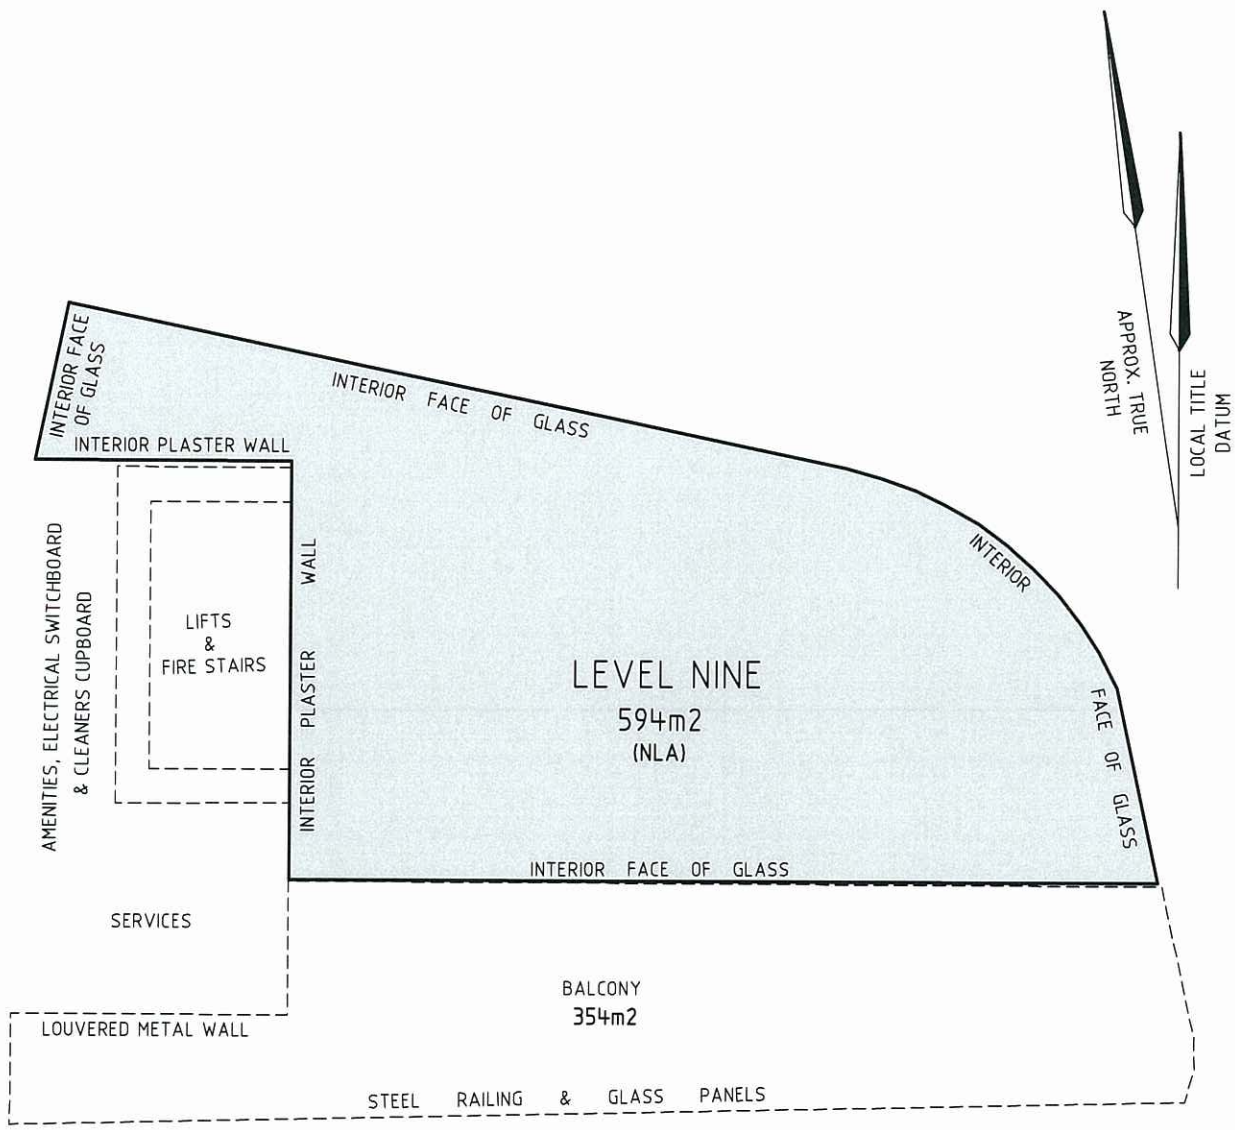 APPROX. TRUE
NORTH
LOCAL TITLE
DATUM
INTERIOR FACE
OF GLASS
INTERIOR FACE OF GLASS
INTERIOR PLASTER WALL
INTERIOR FACE OF GLASS
AMENITIES, ELECTRICAL SWITCHBOARD
& CLEANERS CUPBOARD
LIFTS
&
FIRE STAIRS
INTERIOR PLASTER WALL
LEVEL NINE
594m2
(NLA)
INTERIOR FACE OF GLASS
SERVICES
BALCONY
354m2
LOUVERED METAL WALL
STEEL RAILING & GLASS PANELS